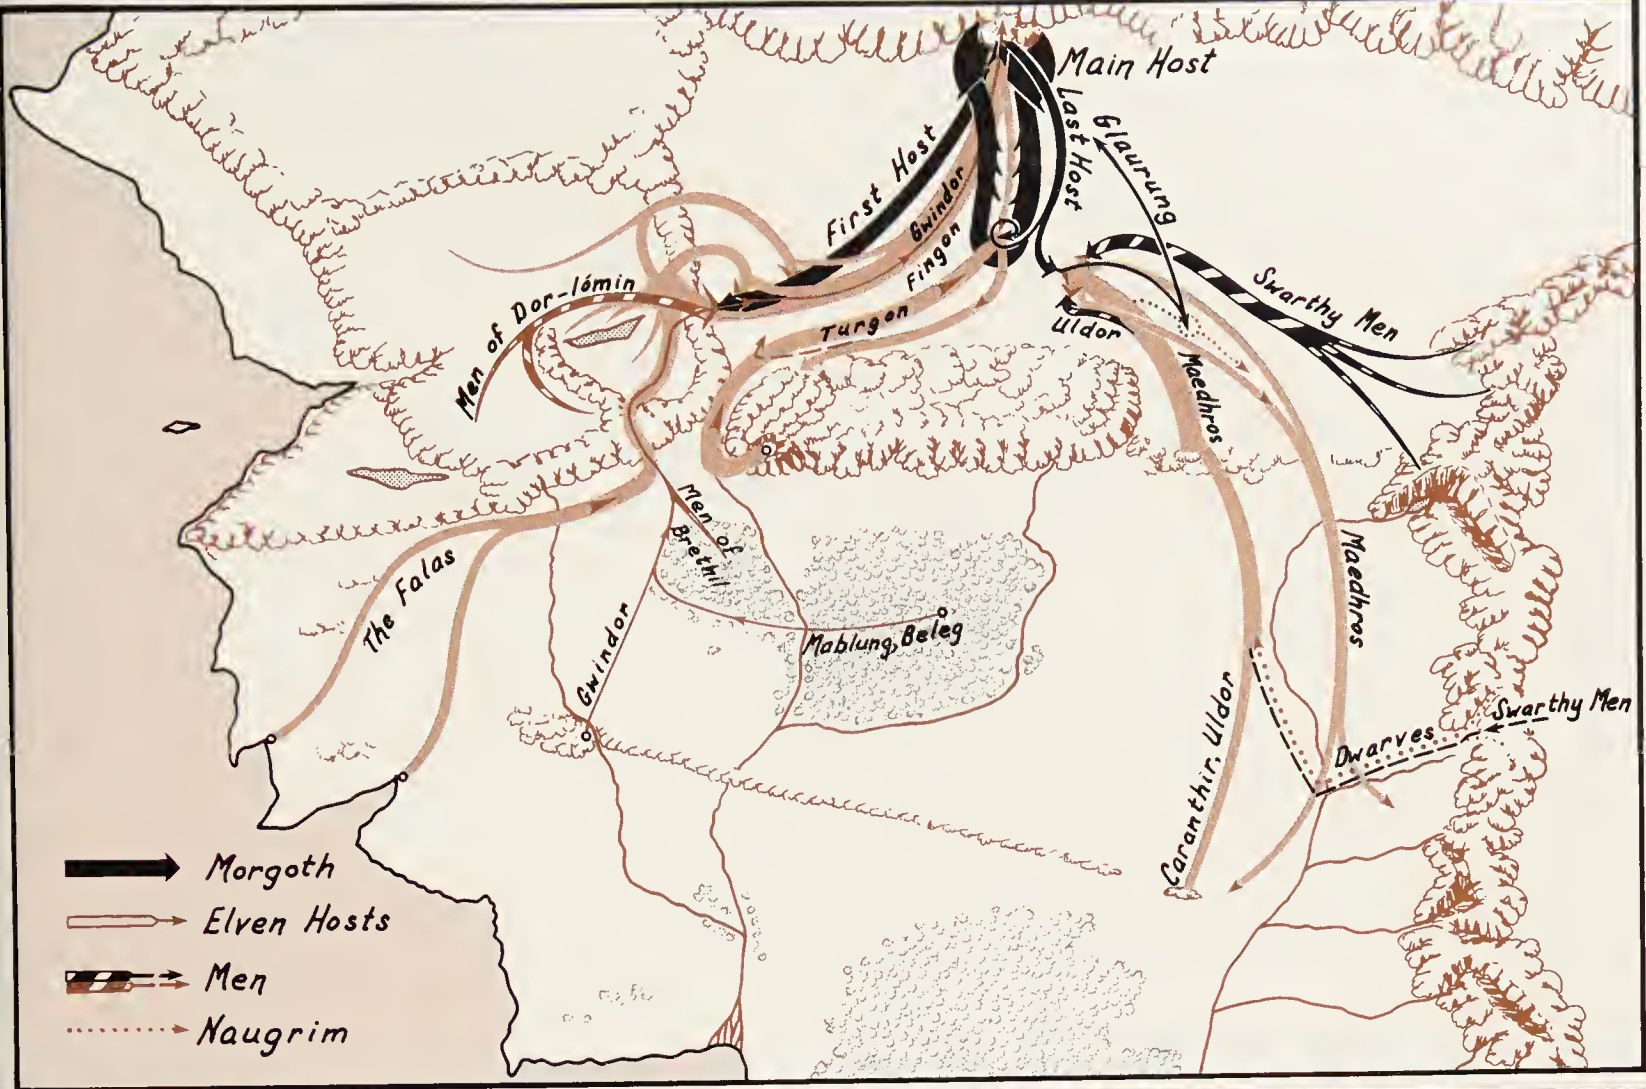 Main Host
Last Host
Glaurung
First Host
Gwindor
Fingon
Swarthy Men
Men of Dor-lómin
Turgon
Uldor
Maedhros
Men of
Brethil
The Falas
Maedhros
Gwindor
Mablung, Beleg
Caranthir, Uldor
Swarthy Men
Dwarves
Morgoth
Elven Hosts
Men
Naugrim